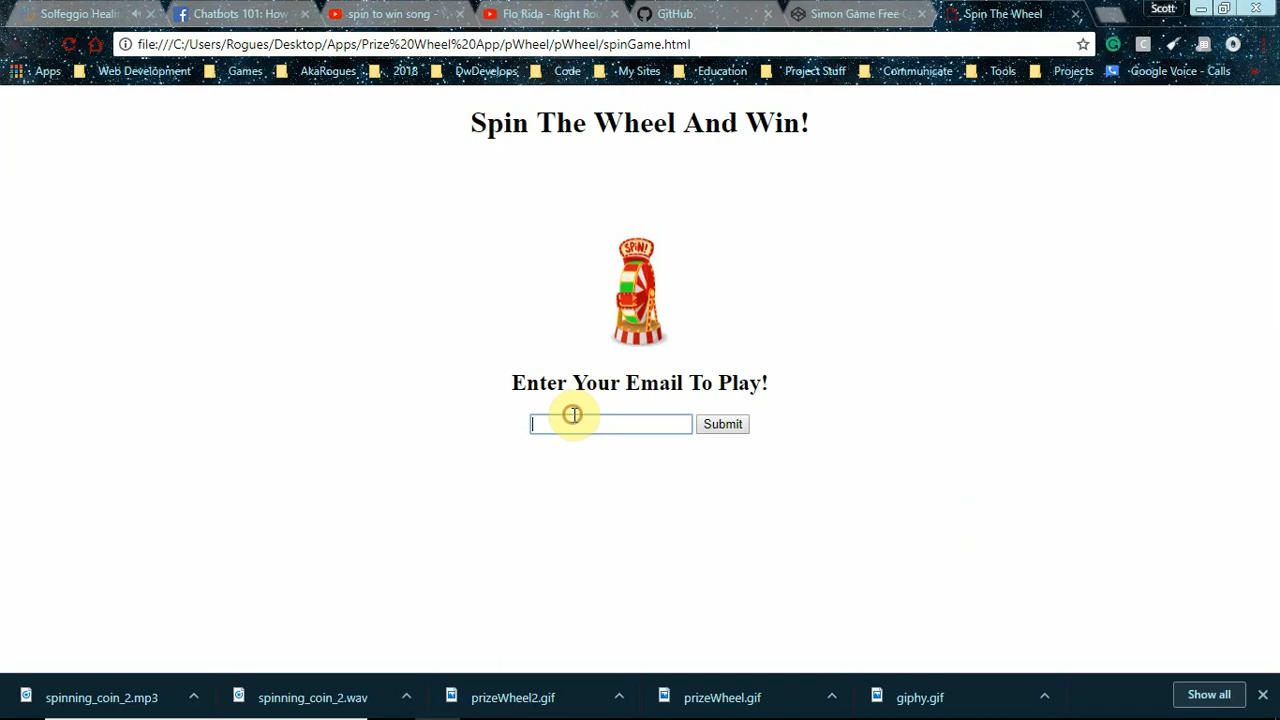 Solfeggio Heali
Chatbots 101: How
spin to win song -
Flo Rida - Right Ro
GitHub
Simon Game Free C
Spin The Wheel
Scott
file:///C:/Users/Rogues/Desktop/Apps/Prize%20Wheel%20App/pWheel/pWheel/spinGame.html
Apps Web Development Games AkaRogues 2018 DwDevelops Code My Sites Education Project Stuff Communicate Tools Projects Google Voice - Calls
Spin The Wheel And Win!
SPIN!
Enter Your Email To Play!
Submit
spinning_coin_2.mp3 spinning_coin_2.wav prizeWheel2.gif prizeWheel.gif giphy.gif Show all